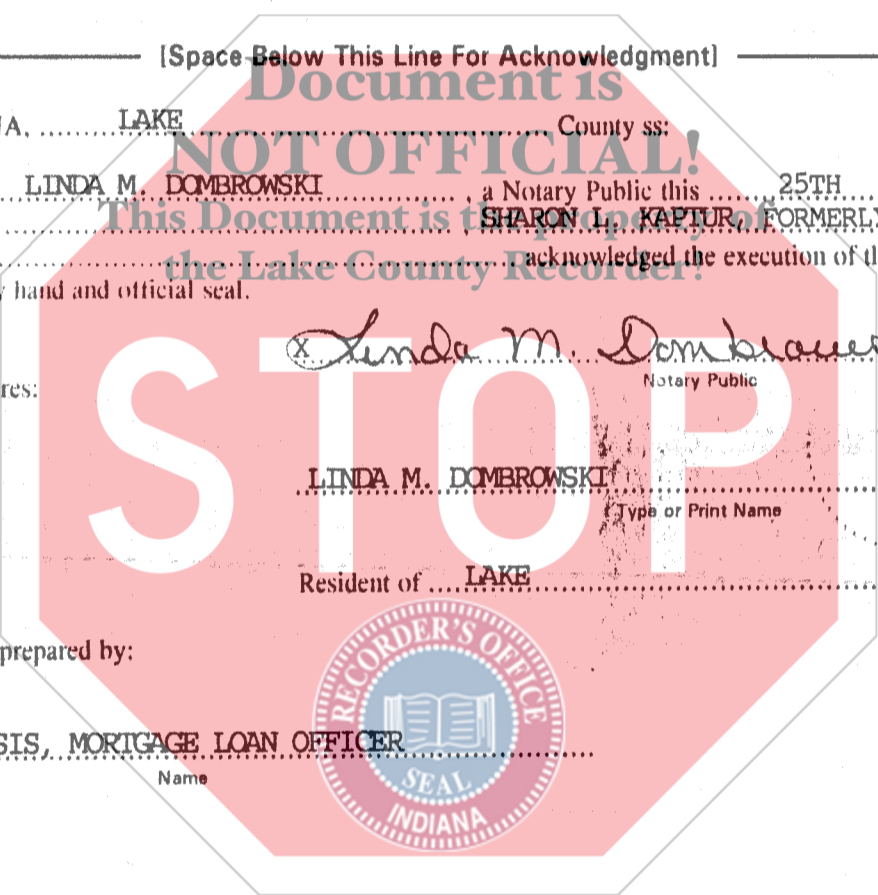 [Space Below This Line For Acknowledgment]
Document is
LAKE County ss:
NOT OFFICIAL!
LINDA M. DOMBROWSKI , a Notary Public this 25TH
This Document is the property of
, SHARON L. KAPTUR, FORMERLY
acknowledged the execution of th
the Lake County Recorder!
hand and official seal.
X Linda M. Dombrowski
Notary Public
res:
STOP
LINDA M. DOMBROWSKI
Type or Print Name
Resident of LAKE
RECORDER'S OFFICE
prepared by:
SIS, MORTGAGE LOAN OFFICER
Name
SEAL
INDIANA